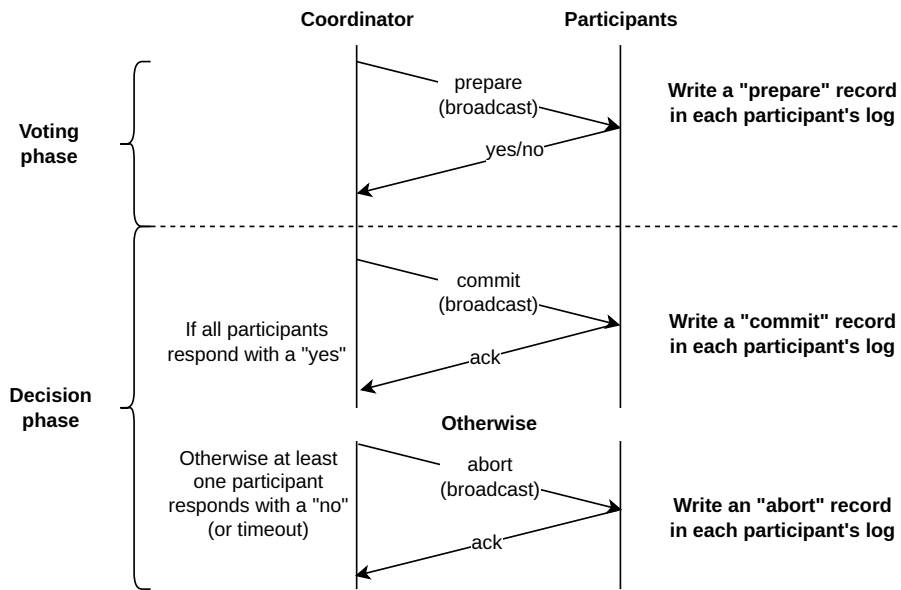 Coordinator
Participants
prepare
(broadcast)
Write a "prepare" record
in each participant's log
Voting
phase
yes/no
commit
(broadcast)
Write a "commit" record
in each participant's log
If all participants
respond with a "yes"
ack
Decision
phase
Otherwise
Otherwise at least
one participant
responds with a "no"
(or timeout)
abort
(broadcast)
Write an "abort" record
in each participant's log
ack